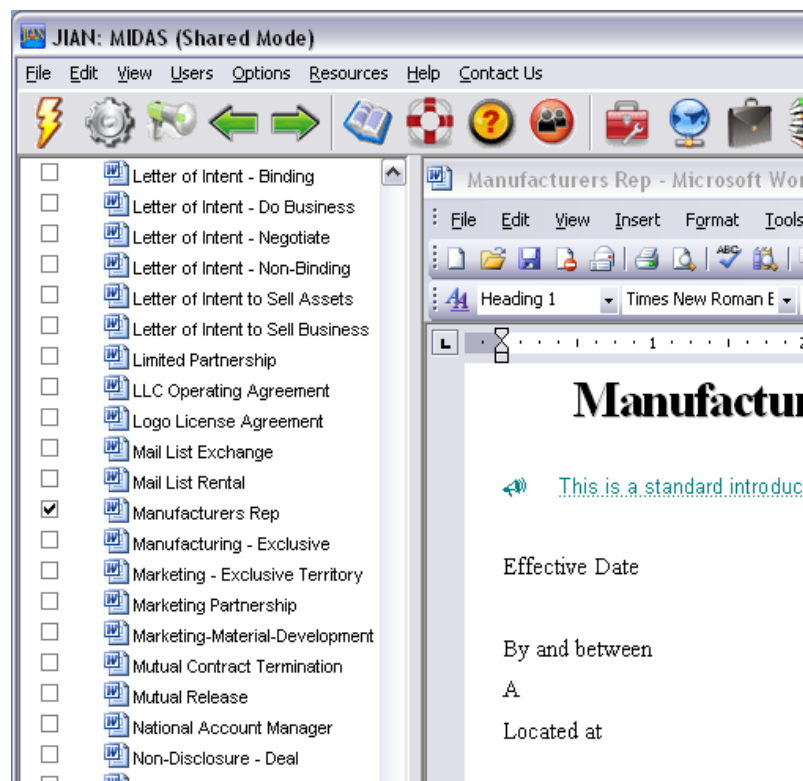 JIAN: MIDAS (Shared Mode)
File Edit View Users Options Resources Help Contact Us
Letter of Intent - Binding
Letter of Intent - Do Business
Letter of Intent - Negotiate
Letter of Intent - Non-Binding
Letter of Intent to Sell Assets
Letter of Intent to Sell Business
Limited Partnership
LLC Operating Agreement
Logo License Agreement
Mail List Exchange
Mail List Rental
Manufacturers Rep
Manufacturing - Exclusive
Marketing - Exclusive Territory
Marketing Partnership
Marketing-Material-Development
Mutual Contract Termination
Mutual Release
National Account Manager
Non-Disclosure - Deal
Manufacturers Rep - Microsoft Wor
File Edit View Insert Format Tools
Heading 1 Times New Roman
L 1 2
Manufactur
This is a standard introduc
Effective Date
By and between
A
Located at